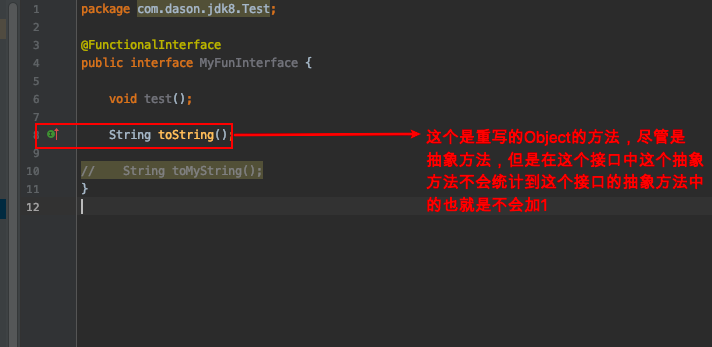 1 package com.dason.jdk8.Test;
2
3 @FunctionalInterface
4 public interface MyFunInterface {
5
6 void test();
7
8 String toString();
9
10 // String toMyString();
11 }
12
这个是重写的Object的方法，尽管是
抽象方法，但是在这个接口中这个抽象
方法不会统计到这个接口的抽象方法中
的也就是不会加1